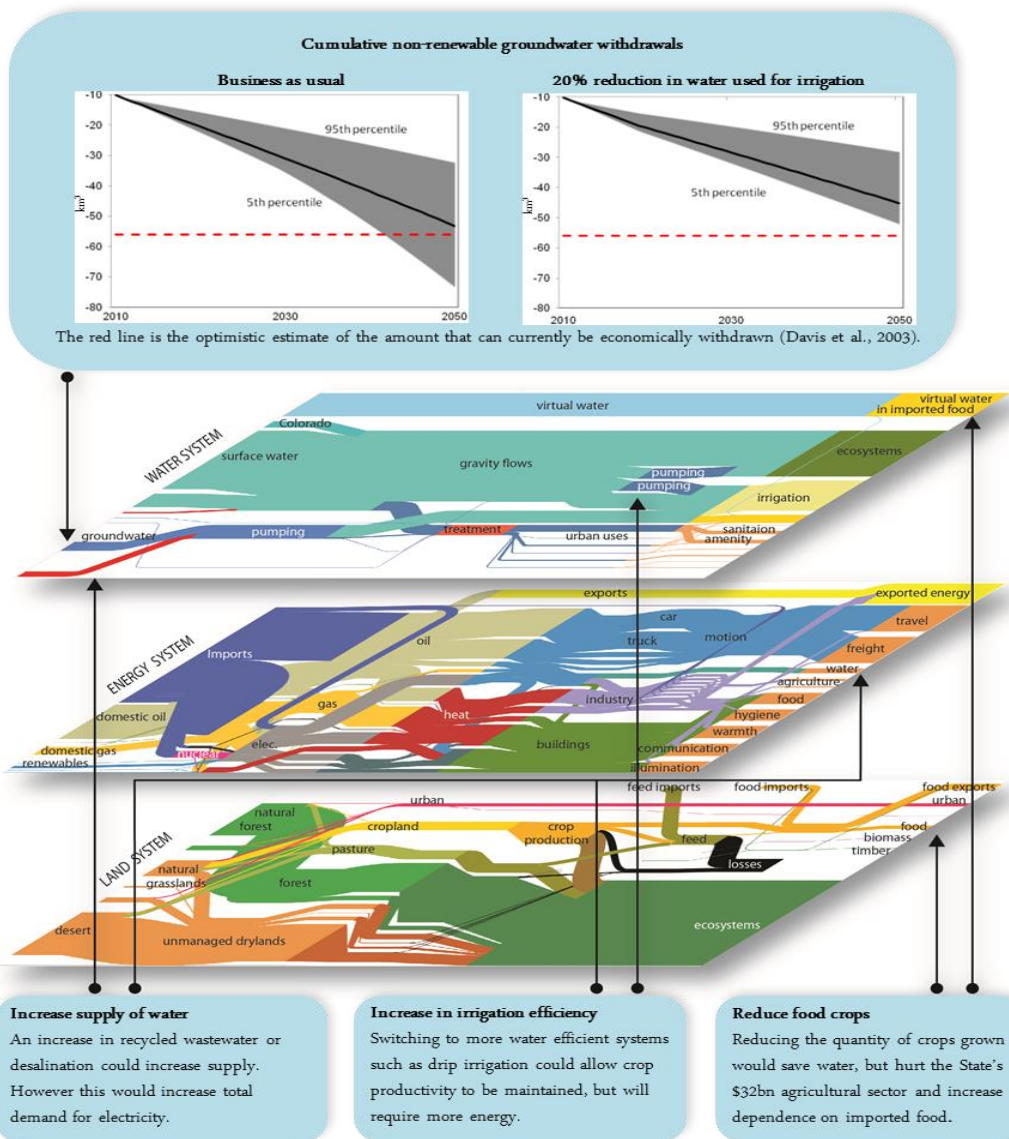 Cumulative non-renewable groundwater withdrawals
Business as usual
20% reduction in water used for irrigation
-10
-20
-30
-40
-50
-60
-70
-80
km³
95th percentile
5th percentile
2010
2030
2050
-10
-20
-30
-40
-50
-60
-70
-80
km³
95th percentile
5th percentile
2010
2030
2050
The red line is the optimistic estimate of the amount that can currently be economically withdrawn (Davis et al., 2003).
WATER SYSTEM
virtual water
virtual water
in imported food
Colorado
surface water
gravity flows
pumping
pumping
ecosystems
irrigation
groundwater
pumping
treatment
urban uses
sanitaion
amenity
ENERGY SYSTEM
exports
exported energy
Imports
oil
car
truck
motion
travel
freight
water
agriculture
food
hygiene
warmth
communication
illumination
domestic oil
gas
heat
industry
domestic gas
renewables
nuclear
elec.
buildings
LAND SYSTEM
feed imports
food imports
food exports
urban
urban
natural
forest
cropland
crop
production
feed
food
biomass
timber
pasture
losses
natural
grasslands
forest
desert
unmanaged drylands
ecosystems
Increase supply of water
An increase in recycled wastewater or
desalination could increase supply.
However this would increase total
demand for electricity.
Increase in irrigation efficiency
Switching to more water efficient systems
such as drip irrigation could allow crop
productivity to be maintained, but will
require more energy.
Reduce food crops
Reducing the quantity of crops grown
would save water, but hurt the State's
$32bn agricultural sector and increase
dependence on imported food.